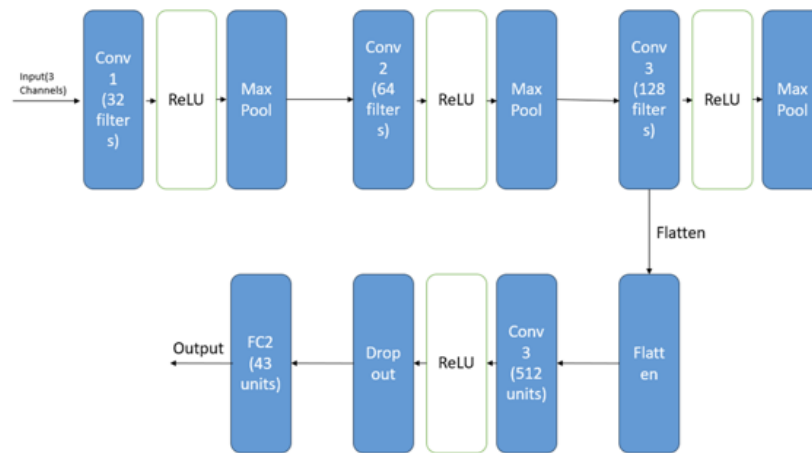 Input(3
Channels)
Conv
1
(32
filter
s)
ReLU
Max
Pool
Conv
2
(64
filter
s)
ReLU
Max
Pool
Conv
3
(128
filter
s)
ReLU
Max
Pool
Flatten
Output
FC2
(43
units)
Drop
out
ReLU
Conv
3
(512
units)
Flatt
en